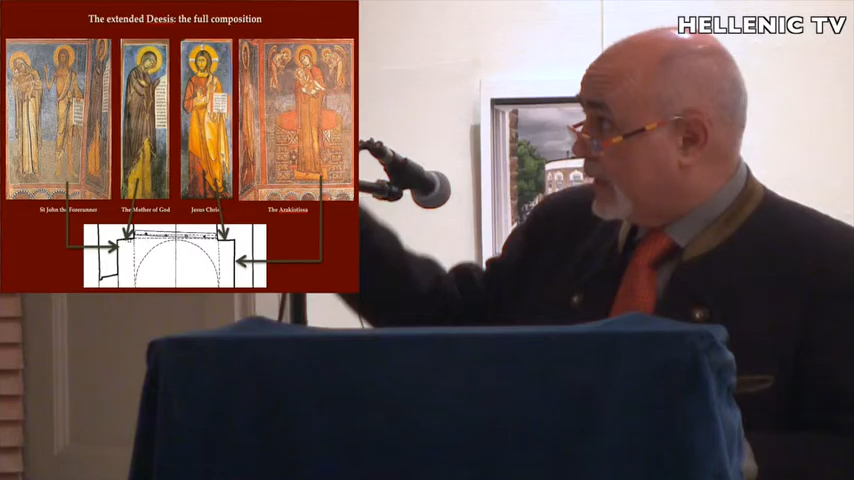 The extended Deesis: the full composition
HELLENIC TV
St John the Forerunner
The Mother of God
Jesus Christ
The Arakiotissa